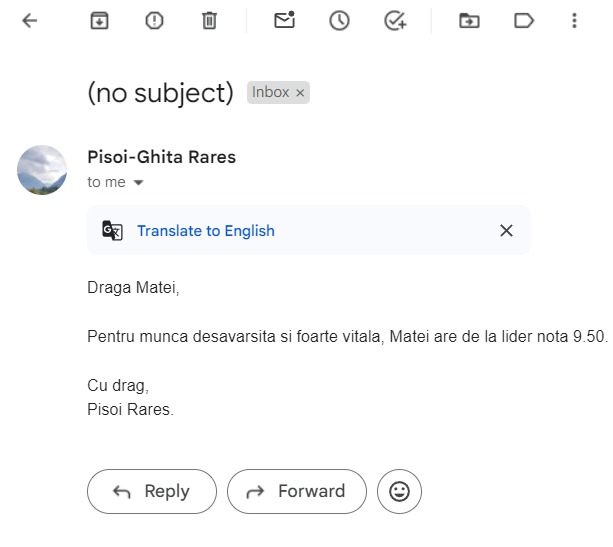 (no subject) Inbox ×
Pisoi-Ghita Rares
to me
Translate to English
Draga Matei,
Pentru munca desavarsita si foarte vitala, Matei are de la lider nota 9.50.
Cu drag,
Pisoi Rares.
Reply Forward